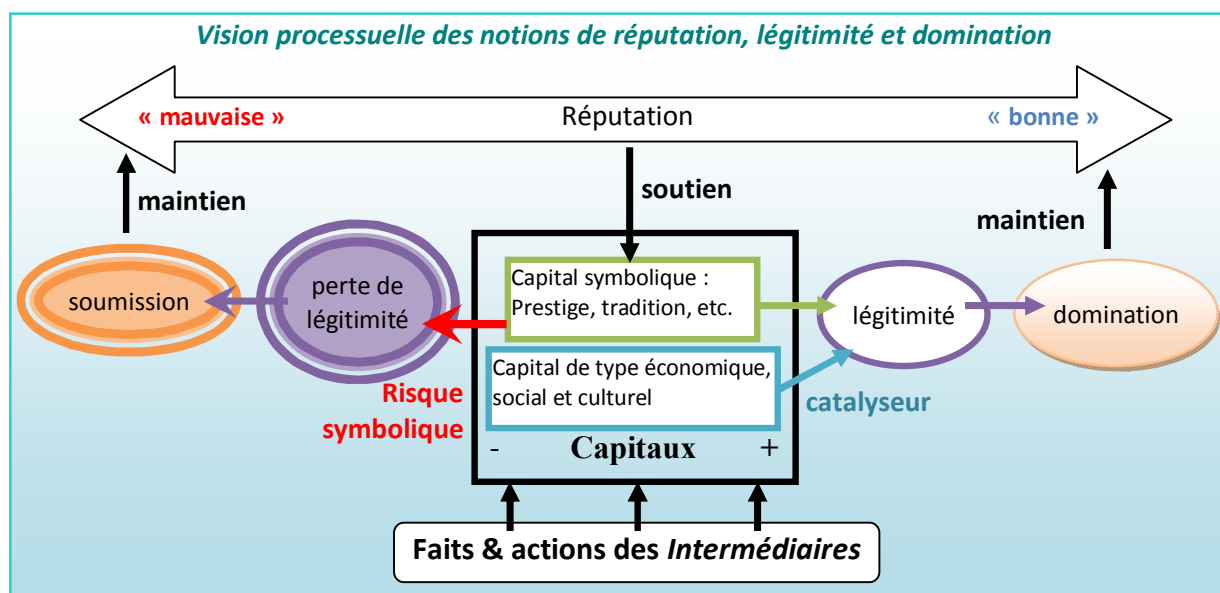 Vision processuelle des notions de réputation, légitimité et domination
« mauvaise »
Réputation
« bonne »
maintien
soutien
maintien
soumission
perte de
légitimité
Capital symbolique :
Prestige, tradition, etc.
légitimité
domination
Capital de type économique,
social et culturel
Risque
symbolique
catalyseur
- Capitaux +
Faits & actions des Intermédiaires